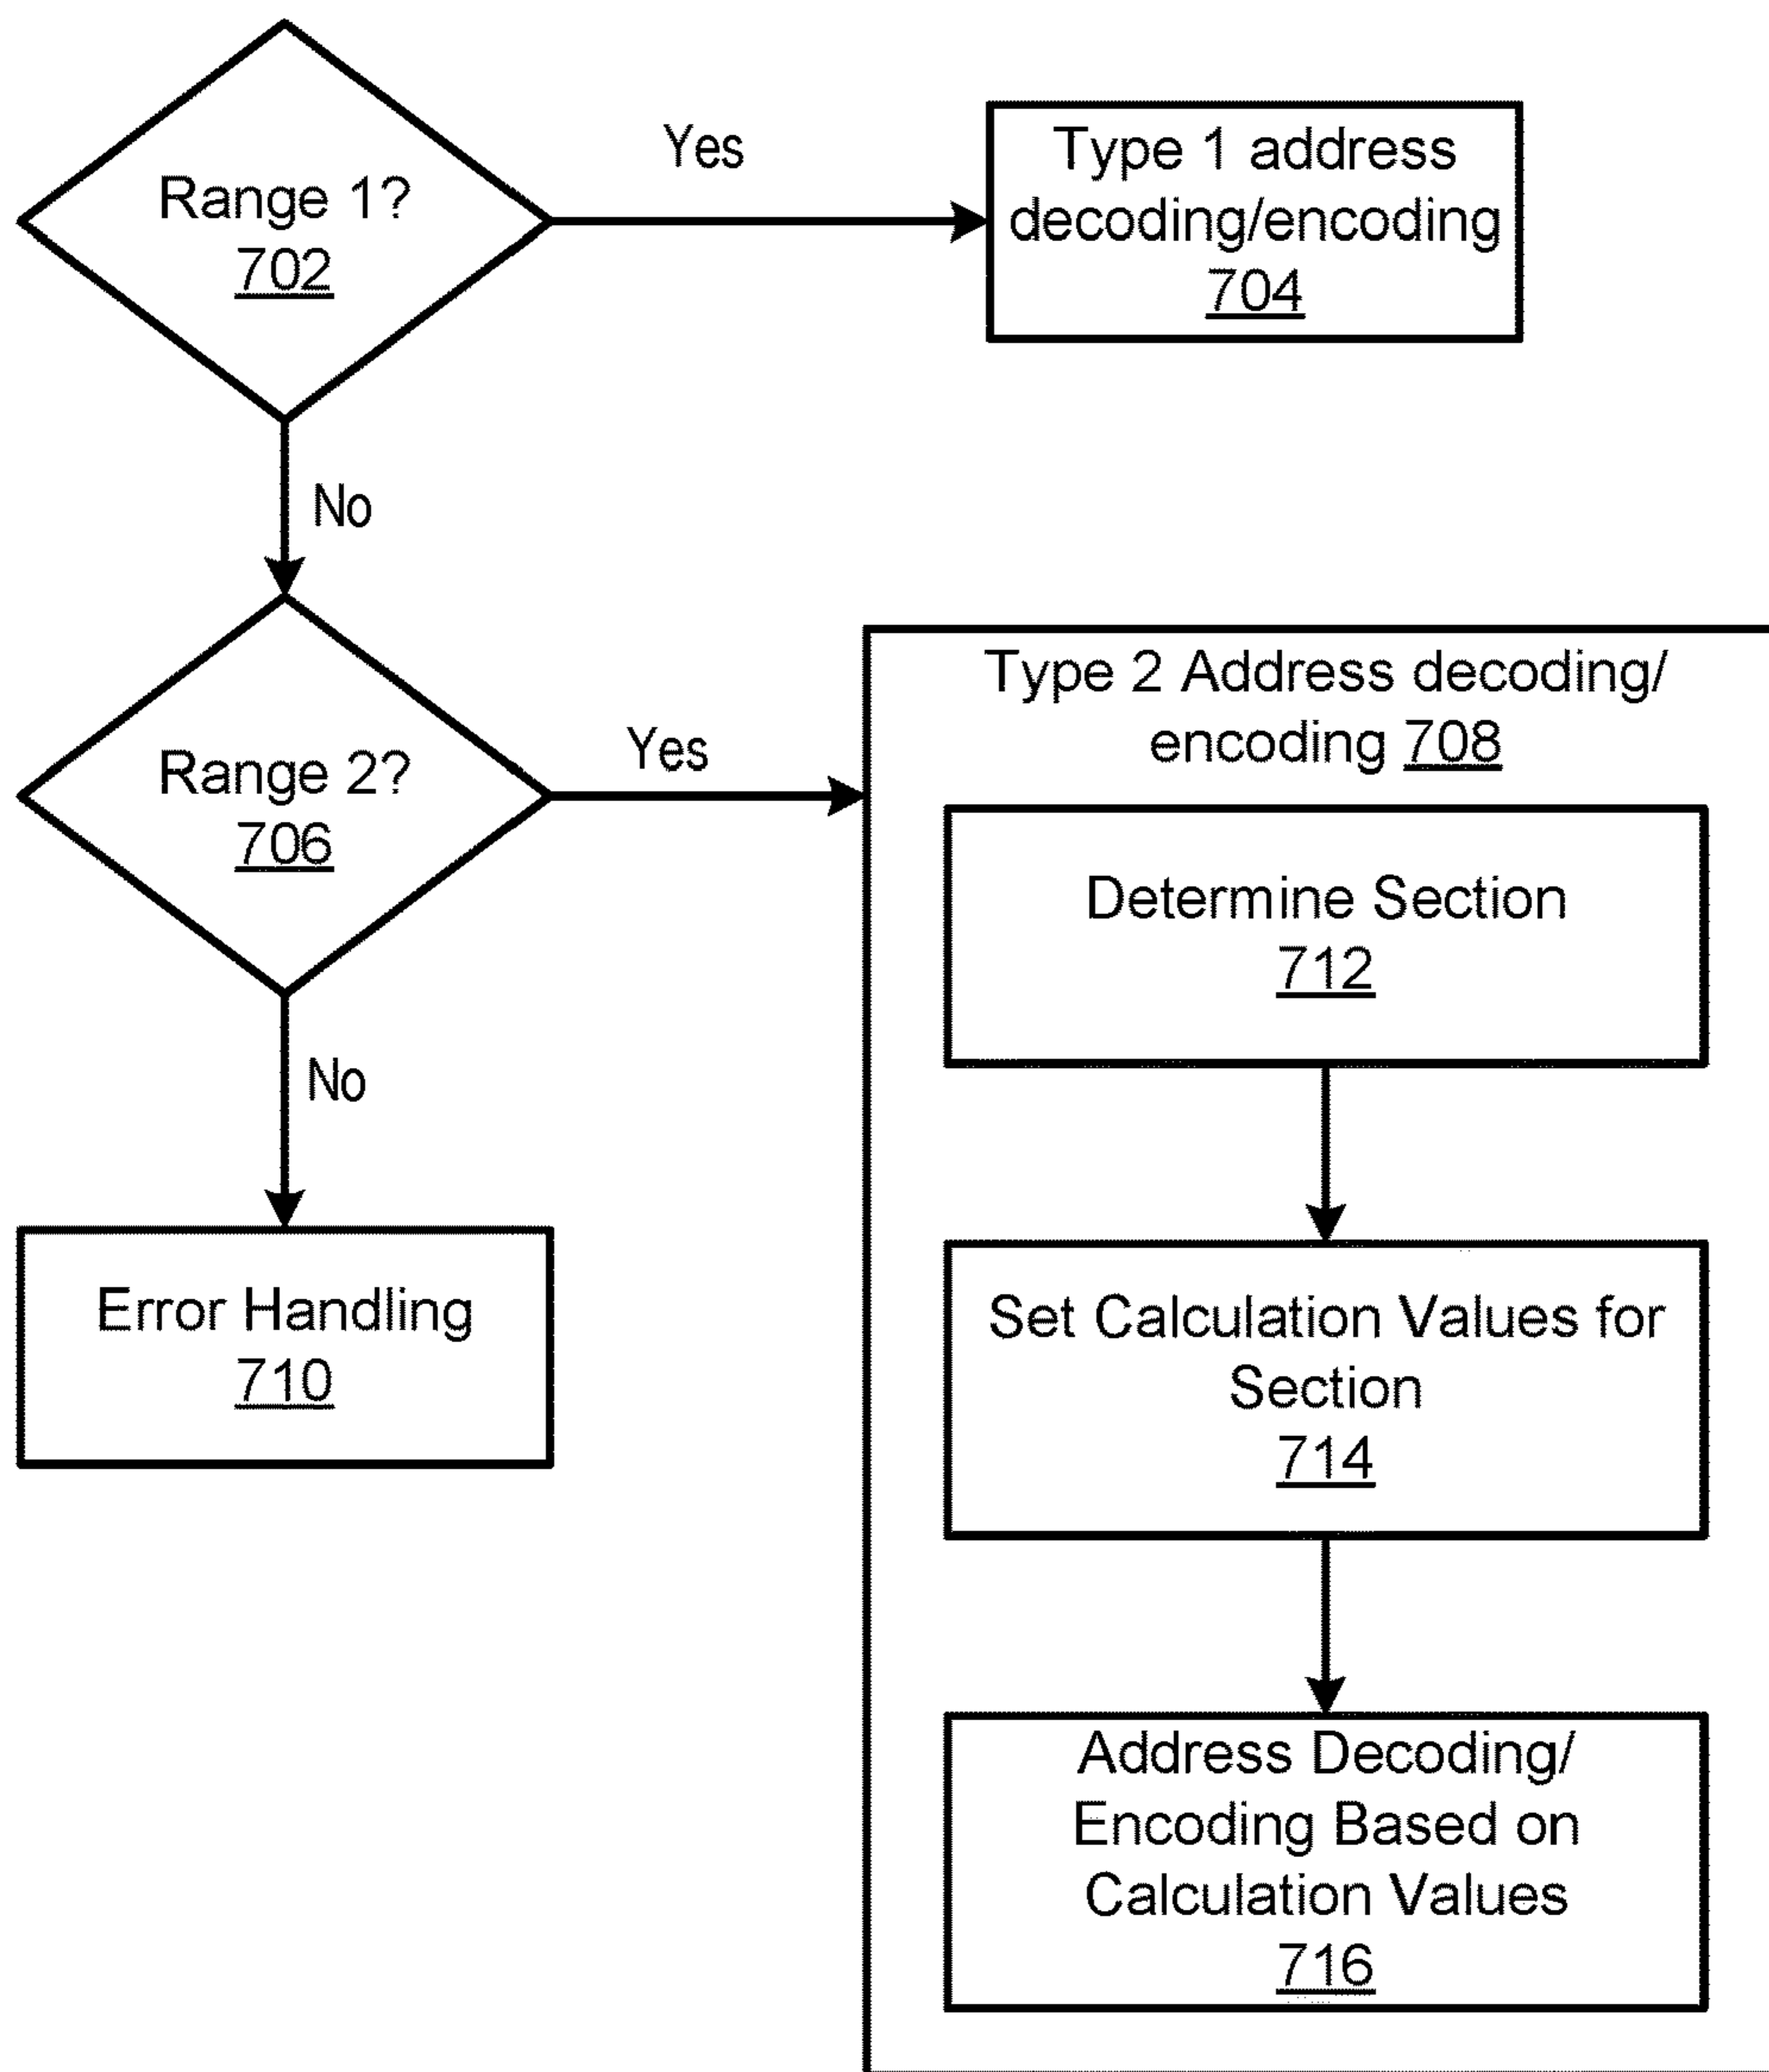 Range 1?
702
Yes
Type 1 address
decoding/encoding
704
No
Range 2?
706
Yes
Type 2 Address decoding/
encoding 708
Determine Section
712
No
Error Handling
710
Set Calculation Values for
Section
714
Address Decoding/
Encoding Based on
Calculation Values
716